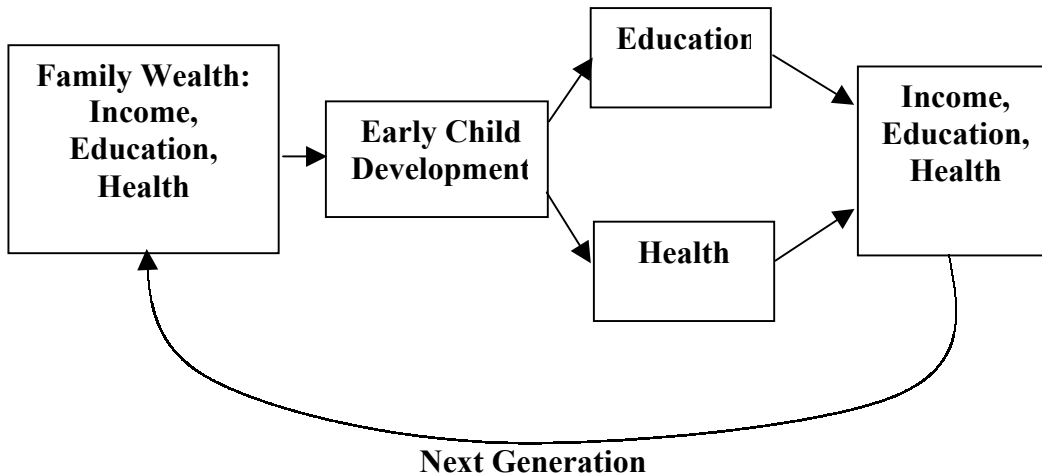 Family Wealth:
Income,
Education,
Health
Early Child
Development
Education
Health
Income,
Education,
Health
Next Generation